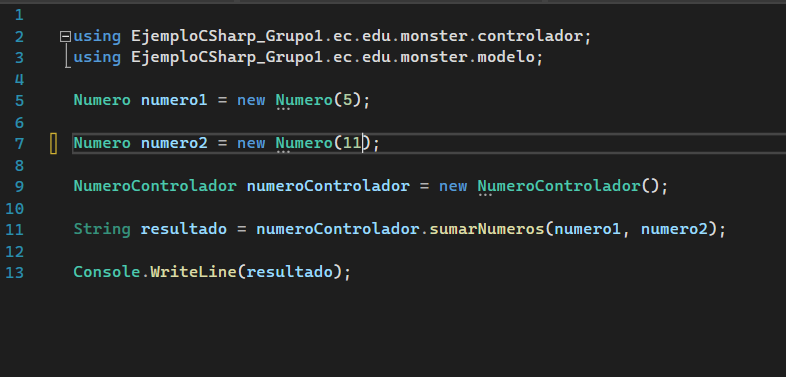 1
2 using EjemploCSharp_Grupo1.ec.edu.monster.controlador;
3 using EjemploCSharp_Grupo1.ec.edu.monster.modelo;
4
5 Numero numero1 = new Numero(5);
6
7 Numero numero2 = new Numero(11);
8
9 NumeroControlador numeroControlador = new NumeroControlador();
10
11 String resultado = numeroControlador.sumarNumeros(numero1, numero2);
12
13 Console.WriteLine(resultado);